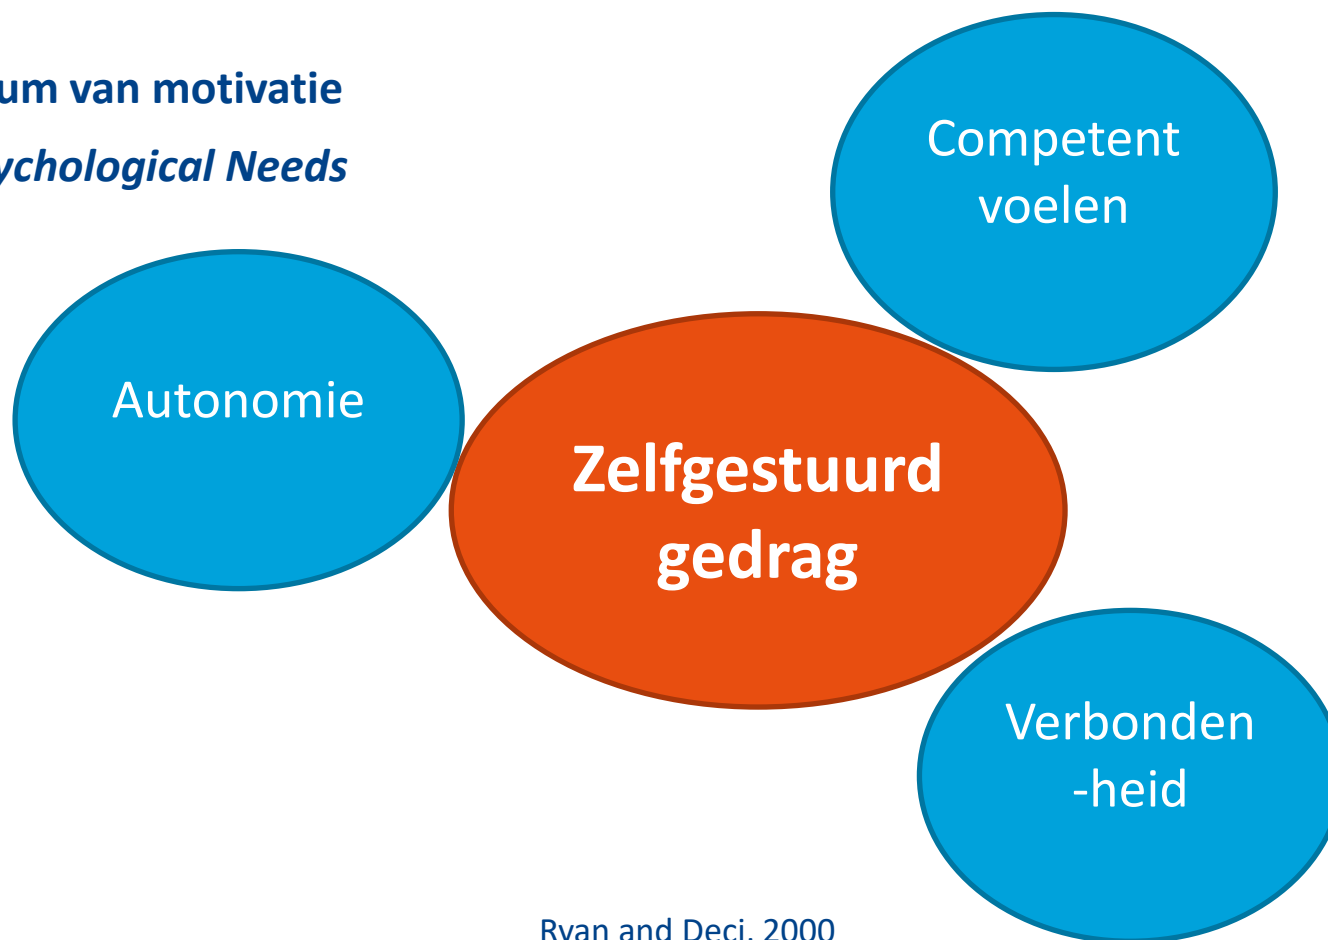 um van motivatie
ychological Needs
Competent
voelen
Autonomie
Zelfgestuurd
gedrag
Verbonden
-heid
Ryan and Deci, 2000